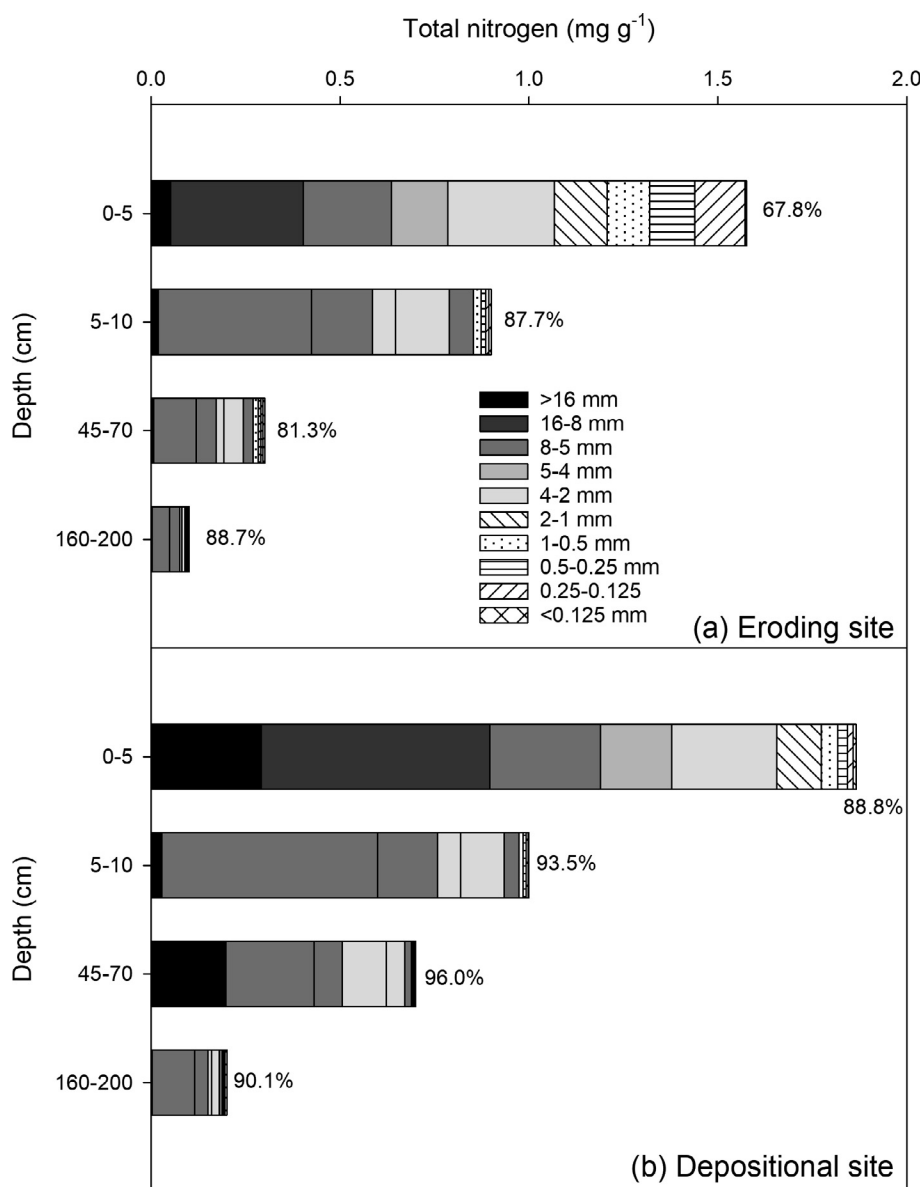 Total nitrogen (mg g⁻¹)
0.0 0.5 1.0 1.5 2.0
Depth (cm)
0-5 67.8%
5-10 87.7%
45-70 81.3%
160-200 88.7%
>16 mm
16-8 mm
8-5 mm
5-4 mm
4-2 mm
2-1 mm
1-0.5 mm
0.5-0.25 mm
0.25-0.125
<0.125 mm
(a) Eroding site
Depth (cm)
0-5 88.8%
5-10 93.5%
45-70 96.0%
160-200 90.1%
(b) Depositional site